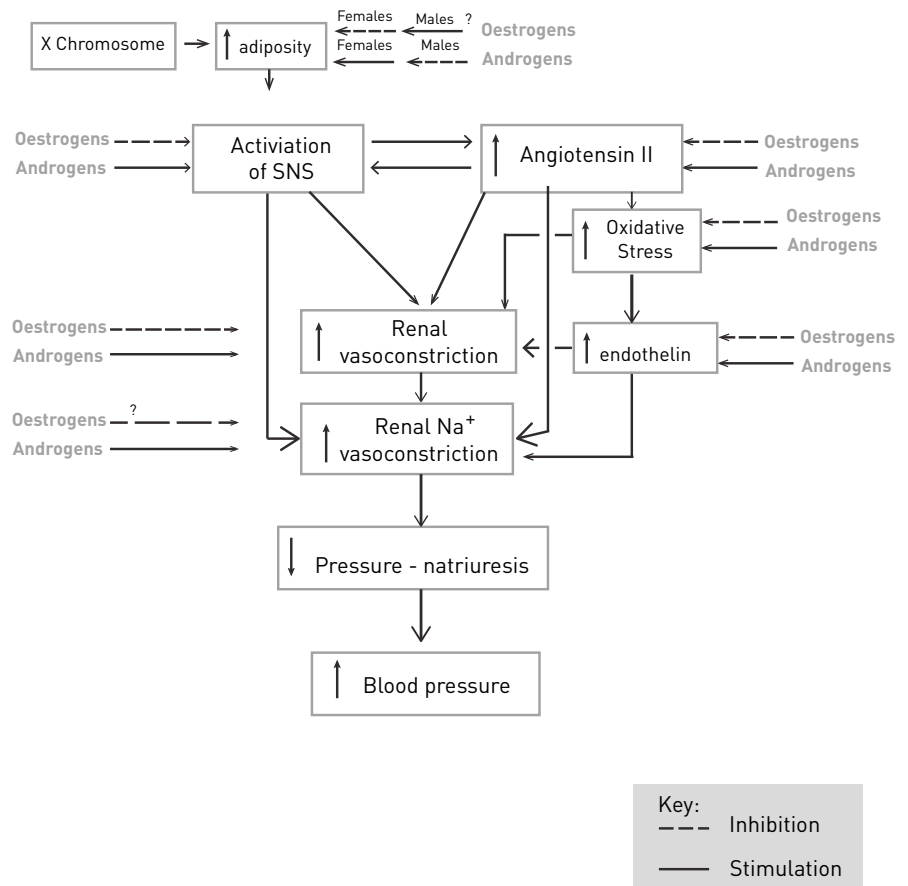 Females Males ?
Oestrogens
X Chromosome
adiposity
Females Males
Androgens
Oestrogens
Androgens
Activiation
of SNS
Angiotensin II
Oestrogens
Androgens
Oxidative
Stress
Oestrogens
Androgens
Oestrogens
Androgens
Renal
vasoconstriction
endothelin
Oestrogens
Androgens
?
Oestrogens
Androgens
Renal Na⁺
vasoconstriction
Pressure - natriuresis
Blood pressure
Key:
Inhibition
Stimulation